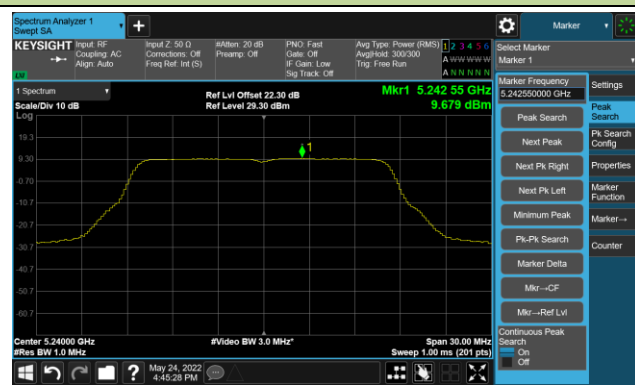 Spectrum Analyzer 1
Swept SA
Marker
KEYSIGHT
Input: RF
Coupling: AC
Align: Auto
Input Z: 50 Ω
Corrections: Off
Freq Ref: Int (S)
#Atten: 20 dB
Preamp: Off
PNO: Fast
Gate: Off
IF Gain: Low
Sig Track: Off
Avg Type: Power (RMS)
Avg|Hold: 300/300
Trig: Free Run
1 2 3 4 5 6
A W W W W W
A N N N N N
LW
Select Marker
Marker 1
1 Spectrum
Scale/Div 10 dB
Log
Ref Lvl Offset 22.30 dB
Ref Level 29.30 dBm
Mkr1 5.242 55 GHz
9.679 dBm
1
19.3
9.30
-0.70
-10.7
-20.7
-30.7
-40.7
-50.7
-60.7
Center 5.24000 GHz
#Res BW 1.0 MHz
#Video BW 3.0 MHz*
Span 30.00 MHz
Sweep 1.00 ms (201 pts)
Marker Frequency
5.242550000 GHz
Peak Search
Next Peak
Next Pk Right
Next Pk Left
Minimum Peak
Pk-Pk Search
Marker Delta
Mkr→CF
Mkr→Ref Lvl
Continuous Peak
Search
On
Off
Settings
Peak
Search
Pk Search
Config
Properties
Marker
Function
Marker→
Counter
May 24, 2022
4:45:28 PM